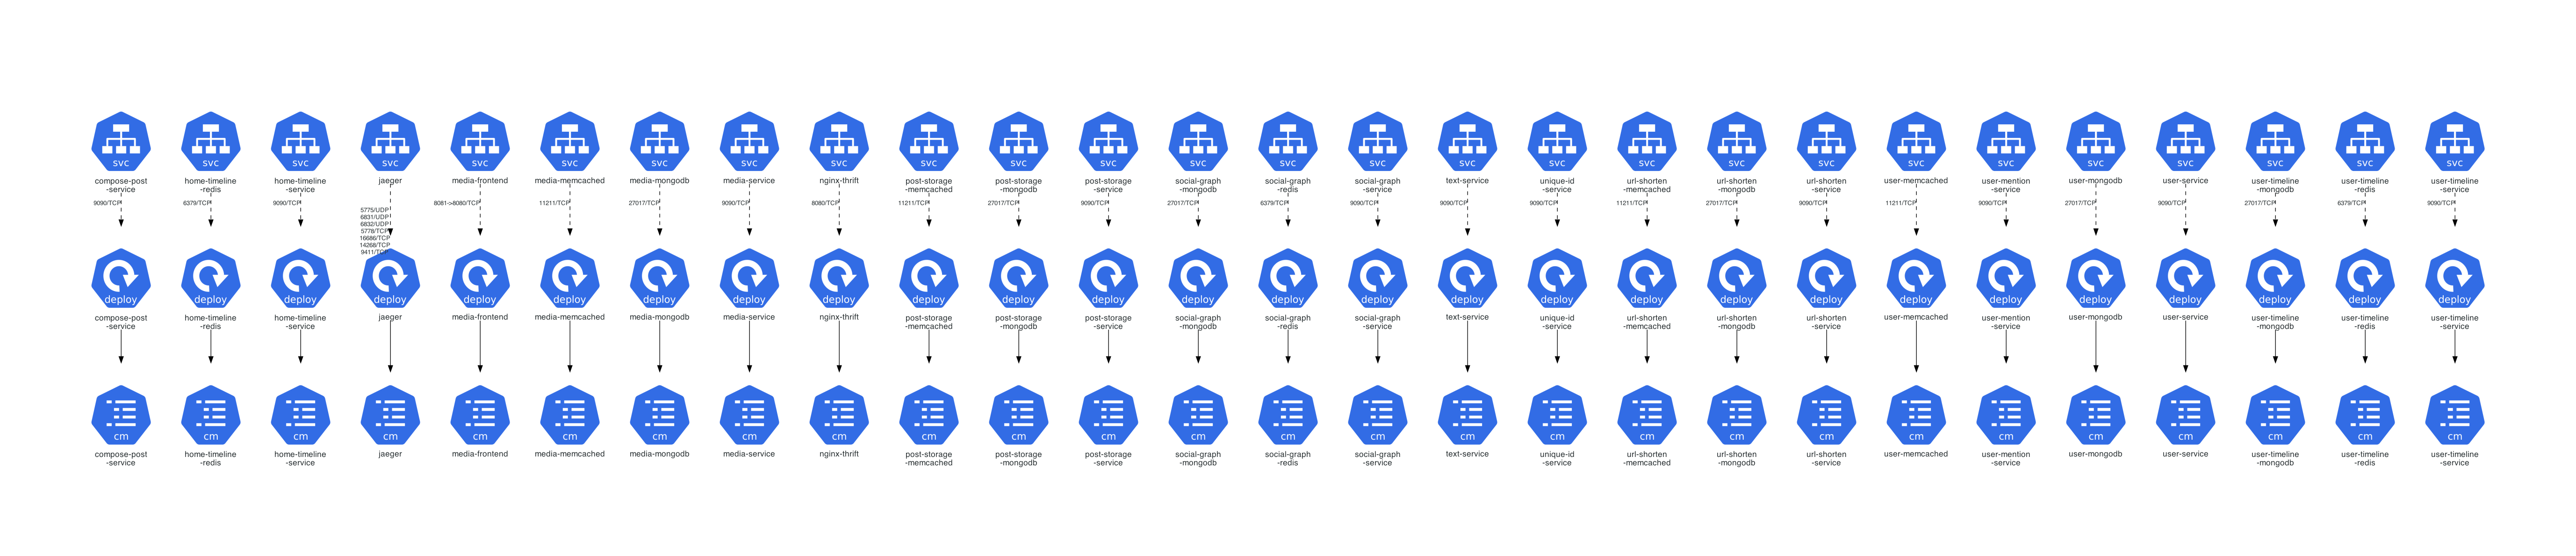 svc svc svc svc svc svc svc svc svc svc svc svc svc svc svc svc svc svc svc svc svc svc svc svc svc svc svc
compose-post home-timeline home-timeline jaeger media-frontend media-memcached media-mongodb media-service nginx-thrift post-storage post-storage post-storage social-graph social-graph social-graph text-service unique-id url-shorten url-shorten url-shorten user-memcached user-mention user-mongodb user-service user-timeline user-timeline user-timeline
-service -redis -service -memcached -mongodb -service -mongodb -redis -service -service -memcached -mongodb -service -service -mongodb -redis -service
9090/TCP 6379/TCP 9090/TCP 8081->8080/TCP 11211/TCP 27017/TCP 9090/TCP 8080/TCP 11211/TCP 27017/TCP 9090/TCP 27017/TCP 6379/TCP 9090/TCP 9090/TCP 9090/TCP 11211/TCP 27017/TCP 9090/TCP 11211/TCP 9090/TCP 27017/TCP 9090/TCP 27017/TCP 6379/TCP 9090/TCP
5775/UDP
6831/UDP
6832/UDP
5778/TCP
16686/TCP
14268/TCP
9411/TCP
deploy deploy deploy deploy deploy deploy deploy deploy deploy deploy deploy deploy deploy deploy deploy deploy deploy deploy deploy deploy deploy deploy deploy deploy deploy deploy deploy
compose-post home-timeline home-timeline jaeger media-frontend media-memcached media-mongodb media-service nginx-thrift post-storage post-storage post-storage social-graph social-graph social-graph text-service unique-id url-shorten url-shorten url-shorten user-memcached user-mention user-mongodb user-service user-timeline user-timeline user-timeline
-service -redis -service -memcached -mongodb -service -mongodb -redis -service -service -memcached -mongodb -service -service -mongodb -redis -service
cm cm cm cm cm cm cm cm cm cm cm cm cm cm cm cm cm cm cm cm cm cm cm cm cm cm cm
compose-post home-timeline home-timeline jaeger media-frontend media-memcached media-mongodb media-service nginx-thrift post-storage post-storage post-storage social-graph social-graph social-graph text-service unique-id url-shorten url-shorten url-shorten user-memcached user-mention user-mongodb user-service user-timeline user-timeline user-timeline
-service -redis -service -memcached -mongodb -service -mongodb -redis -service -service -memcached -mongodb -service -service -mongodb -redis -service